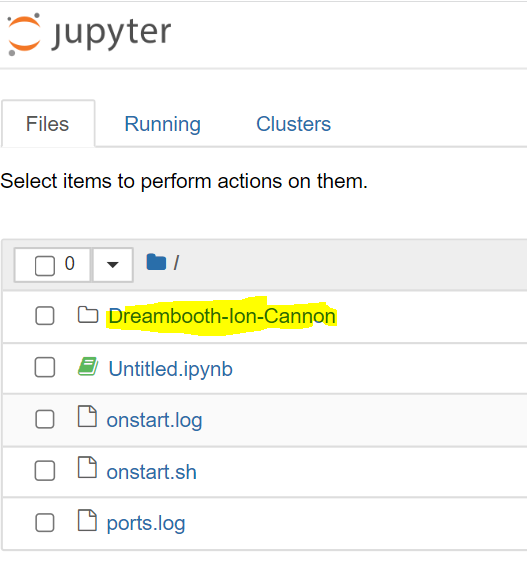 jupyter
Files Running Clusters
Select items to perform actions on them.
0 /
Dreambooth-Ion-Cannon
Untitled.ipynb
onstart.log
onstart.sh
ports.log